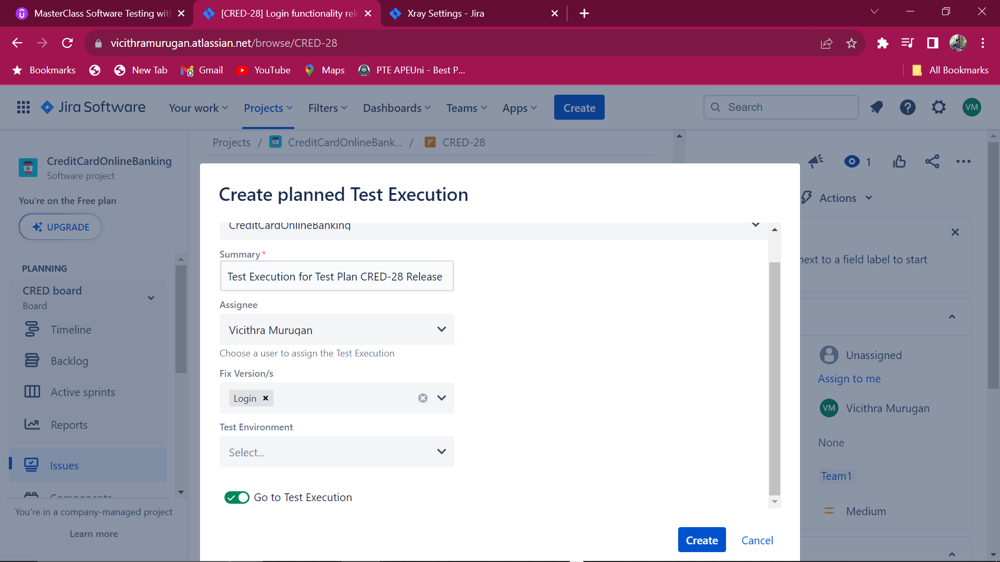 MasterClass Software Testing wit
[CRED-28] Login functionality rel
Xray Settings - Jira
vicithramurugan.atlassian.net/browse/CRED-28
Bookmarks
New Tab
Gmail
YouTube
Maps
PTE APEUni - Best P...
All Bookmarks
Jira Software
Your work
Projects
Filters
Dashboards
Teams
Apps
Create
Search
VM
Projects / CreditCardOnlineBank... / CRED-28
CreditCardOnlineBanking
Software project
You're on the Free plan
UPGRADE
PLANNING
CRED board
Board
Timeline
Backlog
Active sprints
Reports
Issues
Components
You're in a company-managed project
Learn more
Create planned Test Execution
CreditCardOnlineBanking
Summary *
Test Execution for Test Plan CRED-28 Release
Assignee
Vicithra Murugan
Choose a user to assign the Test Execution
Fix Version/s
Login
Test Environment
Select...
Go to Test Execution
Create
Cancel
1
Actions
next to a field label to start
Unassigned
Assign to me
VM Vicithra Murugan
None
Team1
Medium